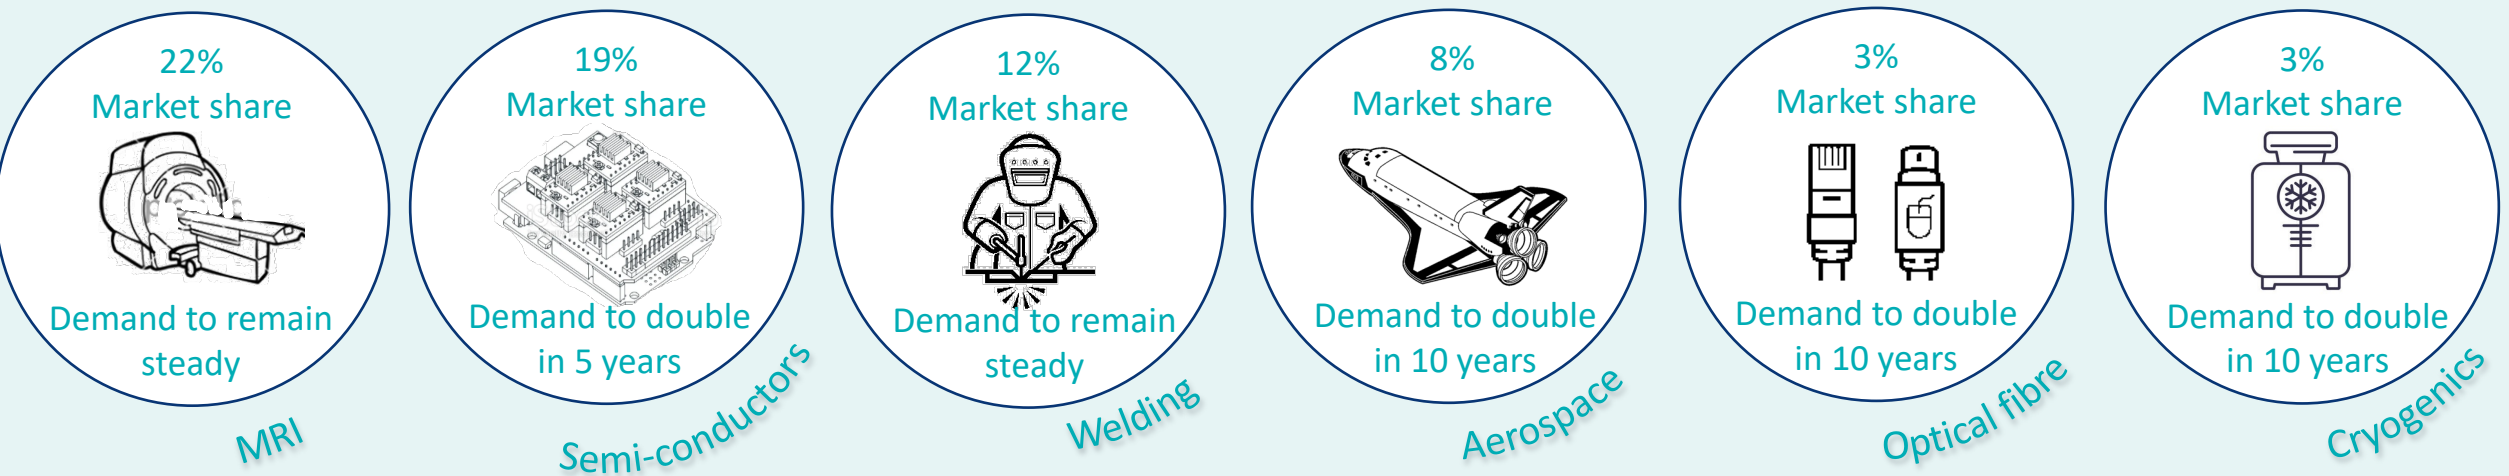 22%
Market share
Demand to remain
steady
MRI
19%
Market share
Demand to double
in 5 years
Semi-conductors
12%
Market share
Demand to remain
steady
Welding
8%
Market share
Demand to double
in 10 years
Aerospace
3%
Market share
Demand to double
in 10 years
Optical fibre
3%
Market share
Demand to double
in 10 years
Cryogenics